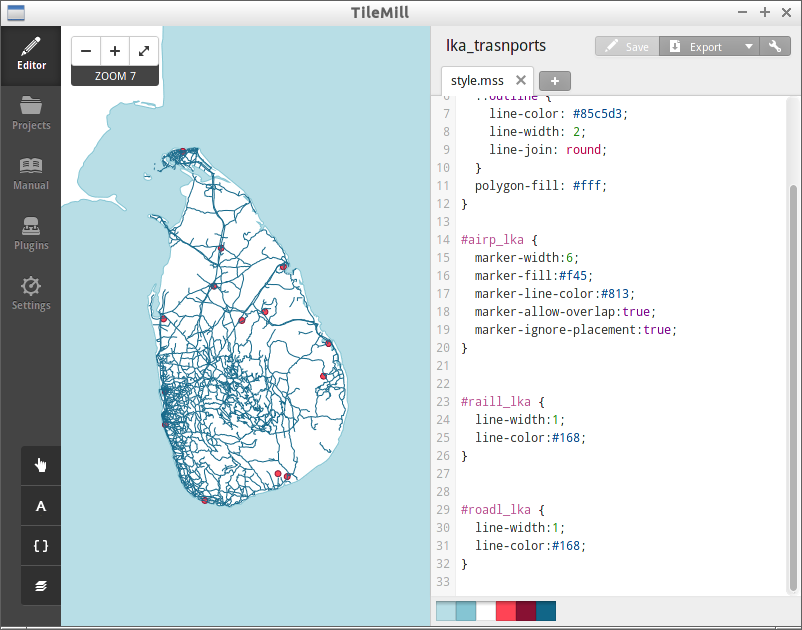 TileMill
Editor
Projects
Manual
Plugins
Settings
A
{}
ZOOM 7
lka_trasnports
Save
Export
style.mss
6 ::outline {
7 line-color: #85c5d3;
8 line-width: 2;
9 line-join: round;
10 }
11 polygon-fill: #fff;
12 }
13
14 #airp_lka {
15 marker-width:6;
16 marker-fill:#f45;
17 marker-line-color:#813;
18 marker-allow-overlap:true;
19 marker-ignore-placement:true;
20 }
21
22
23 #raill_lka {
24 line-width:1;
25 line-color:#168;
26 }
27
28
29 #roadl_lka {
30 line-width:1;
31 line-color:#168;
32 }
33